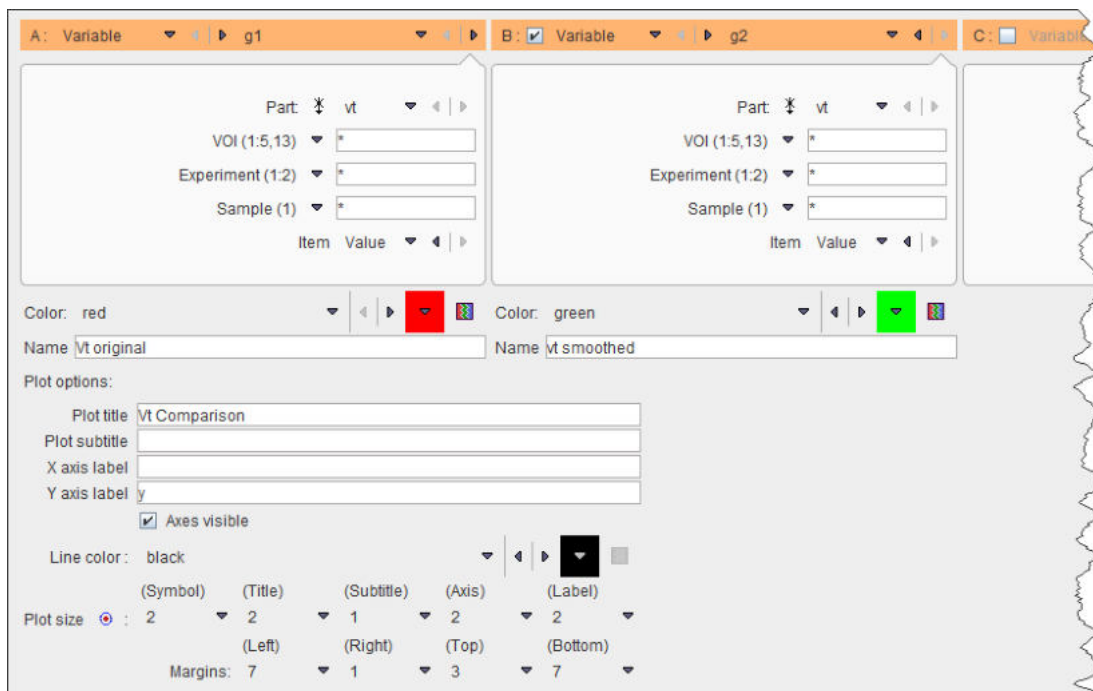 A: Variable g1 B: Variable g2 C: Variable
Part: vt Part: vt
VOI (1:5,13) * VOI (1:5,13) *
Experiment (1:2) * Experiment (1:2) *
Sample (1) * Sample (1) *
Item Value Item Value
Color: red Color: green
Name Vt original Name vt smoothed
Plot options:
Plot title Vt Comparison
Plot subtitle
X axis label
Y axis label y
Axes visible
Line color: black
(Symbol) (Title) (Subtitle) (Axis) (Label)
Plot size : 2 2 1 2 2
(Left) (Right) (Top) (Bottom)
Margins: 7 1 3 7